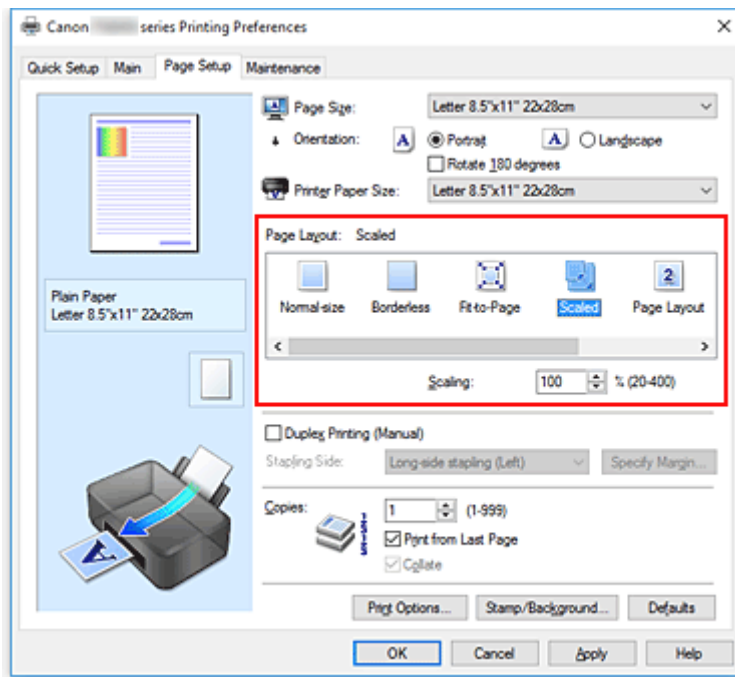 Canon series Printing Preferences
Quick Setup Main Page Setup Maintenance
Page Size: Letter 8.5"x11" 22x28cm
Orientation: A Portrait A Landscape
Rotate 180 degrees
Printer Paper Size: Letter 8.5"x11" 22x28cm
Page Layout: Scaled
Normal-size Borderless Fit-to-Page Scaled Page Layout
Scaling: 100 % (20-400)
Plain Paper
Letter 8.5"x11" 22x28cm
Duplex Printing (Manual)
Stapling Side: Long-side stapling (Left) Specify Margin...
Copies: 1 (1-999)
Print from Last Page
Collate
Print Options... Stamp/Background... Defaults
OK Cancel Apply Help